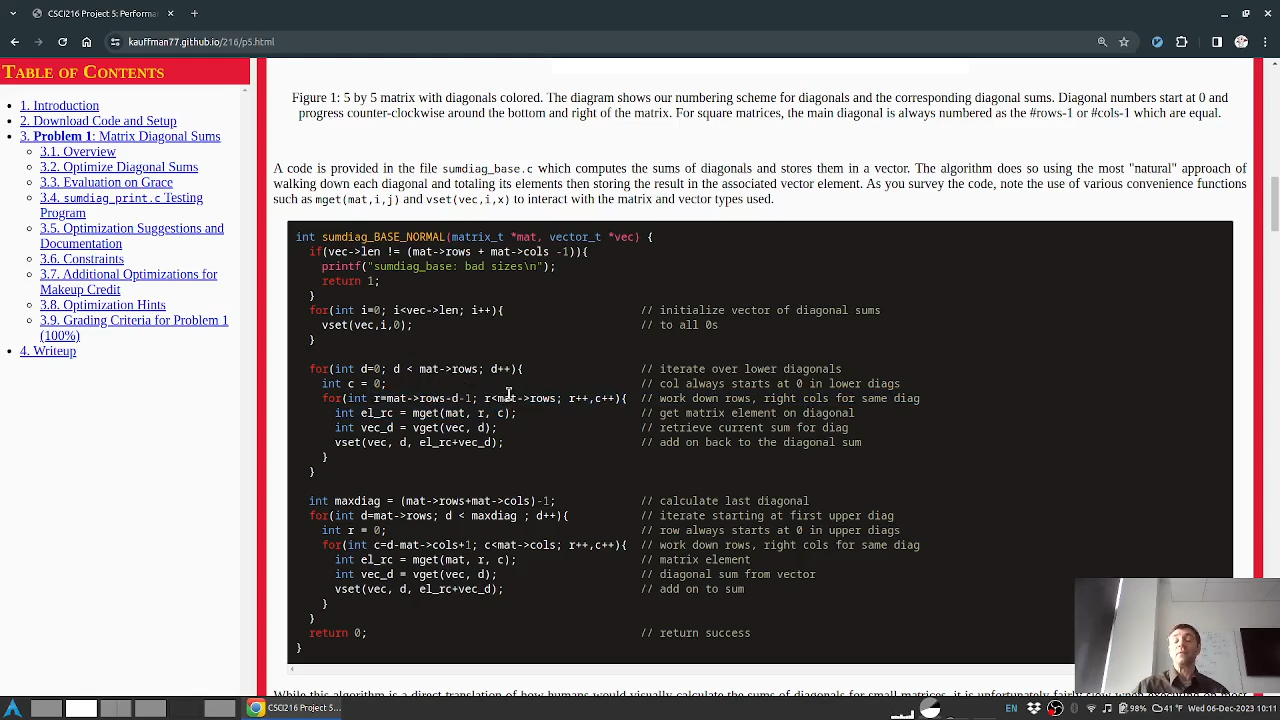 CSCI216 Project 5: Forma
kauffman77.github.io/216/p5.html
Table of Contents
1. Introduction
2. Download Code and Setup
3. Problem 1: Matrix Diagonal Sums
3.1. Overview
3.2. Optimize Diagonal Sums
3.3. Evaluation on Grace
3.4. sumdiag_print.c Testing
Program
3.5. Optimization Suggestions and
Documentation
3.6. Constraints
3.7. Additional Optimizations for
Makeup Credit
3.8. Optimization Hints
3.9. Grading Criteria for Problem 1
(100%)
4. Writeup
Figure 1: 5 by 5 matrix with diagonals colored. The diagram shows our numbering scheme for diagonals and the corresponding diagonal sums. Diagonal numbers start at 0 and
progress counter-clockwise around the bottom and right of the matrix. For square matrices, the main diagonal is always numbered as the #rows-1 or #cols-1 which are equal.
A code is provided in the file sumdiag_base.c which computes the sums of diagonals and stores them in a vector. The algorithm does so using the most "natural" approach of
walking down each diagonal and totaling its elements then storing the result in the associated vector element. As you survey the code, note the use of various convenience functions
such as mget(mat,i,j) and vset(vec,i,x) to interact with the matrix and vector types used.
int sumdiag_BASE_NORMAL(matrix_t *mat, vector_t *vec) {
if(vec->len != (mat->rows + mat->cols -1)){
printf("sumdiag_base: bad sizes\n");
return 1;
}
for(int i=0; i<vec->len; i++){ // initialize vector of diagonal sums
vset(vec,i,0); // to all 0s
}
for(int d=0; d < mat->rows; d++){ // iterate over lower diagonals
int c = 0; // col always starts at 0 in lower diags
for(int r=mat->rows-d-1; r<mat->rows; r++,c++){ // work down rows, right cols for same diag
int el_rc = mget(mat, r, c); // get matrix element on diagonal
int vec_d = vget(vec, d); // retrieve current sum for diag
vset(vec, d, el_rc+vec_d); // add on back to the diagonal sum
}
}
int maxdiag = (mat->rows+mat->cols)-1; // calculate last diagonal
for(int d=mat->rows; d < maxdiag ; d++){ // iterate starting at first upper diag
int r = 0; // row always starts at 0 in upper diags
for(int c=d-mat->cols+1; c<mat->cols; r++,c++){ // work down rows, right cols for same diag
int el_rc = mget(mat, r, c); // matrix element
int vec_d = vget(vec, d); // diagonal sum from vector
vset(vec, d, el_rc+vec_d); // add on to sum
}
}
return 0; // return success
}
CSCI216 Project 5...
EN
98%
41°F
Wed 06-Dec-2023
10:11